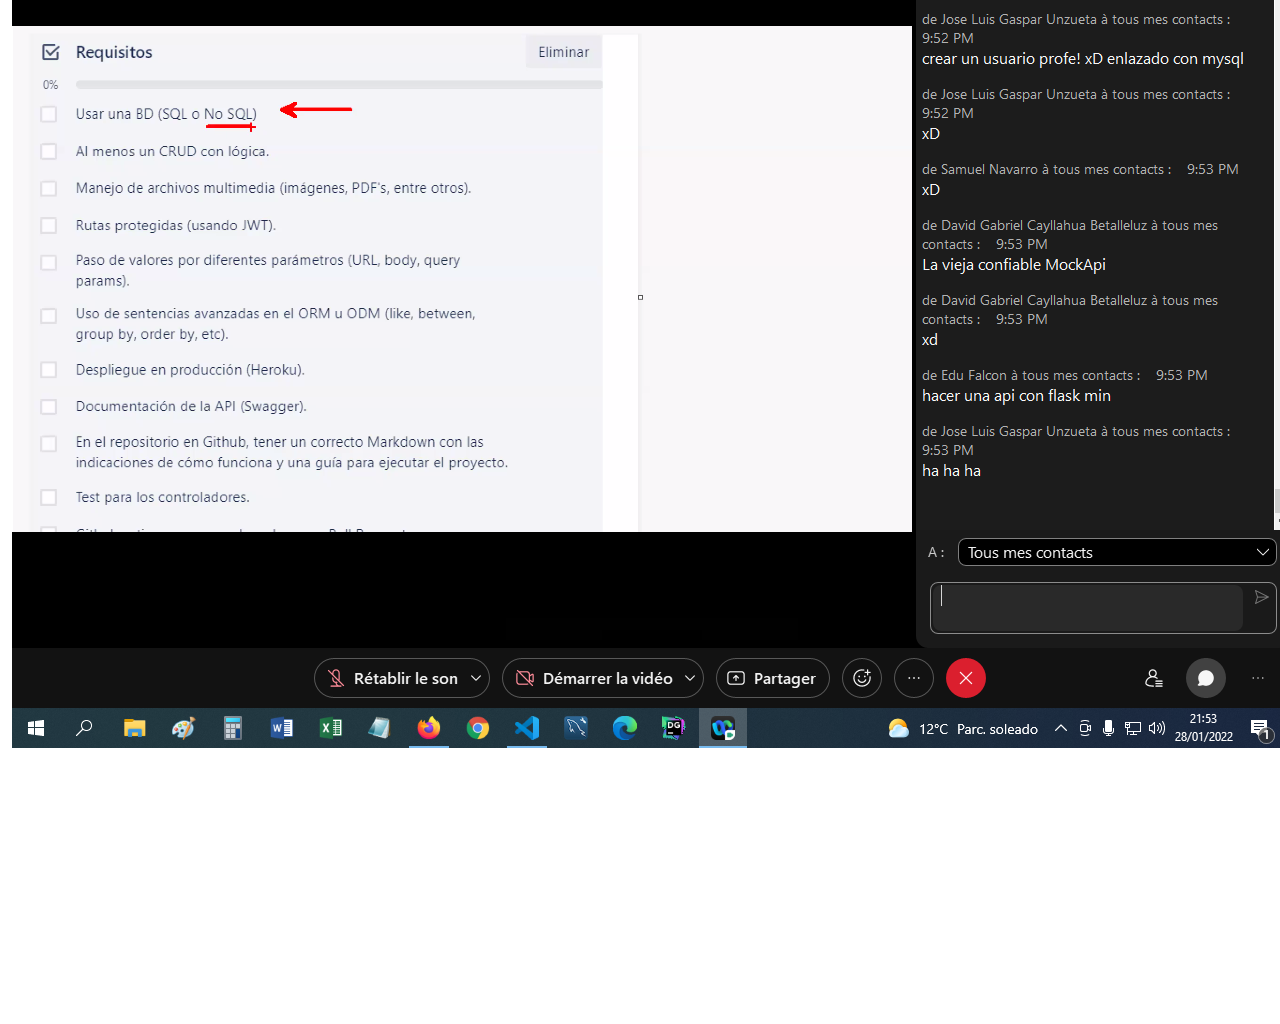 Requisitos
Eliminar
0%
Usar una BD (SQL o No SQL)
Al menos un CRUD con lógica.
Manejo de archivos multimedia (imágenes, PDF's, entre otros).
Rutas protegidas (usando JWT).
Paso de valores por diferentes parámetros (URL, body, query
params).
Uso de sentencias avanzadas en el ORM u ODM (like, between,
group by, order by, etc).
Despliegue en producción (Heroku).
Documentación de la API (Swagger).
En el repositorio en Github, tener un correcto Markdown con las
indicaciones de cómo funciona y una guía para ejecutar el proyecto.
Test para los controladores.
de Jose Luis Gaspar Unzueta à tous mes contacts :
9:52 PM
crear un usuario profe! xD enlazado con mysql
de Jose Luis Gaspar Unzueta à tous mes contacts :
9:52 PM
xD
de Samuel Navarro à tous mes contacts : 9:53 PM
xD
de David Gabriel Cayllahua Betalleluz à tous mes
contacts : 9:53 PM
La vieja confiable MockApi
de David Gabriel Cayllahua Betalleluz à tous mes
contacts : 9:53 PM
xd
de Edu Falcon à tous mes contacts : 9:53 PM
hacer una api con flask min
de Jose Luis Gaspar Unzueta à tous mes contacts :
9:53 PM
ha ha ha
A : Tous mes contacts
Rétablir le son
Démarrer la vidéo
Partager
DG
12°C Parc. soleado
21:53
28/01/2022
1